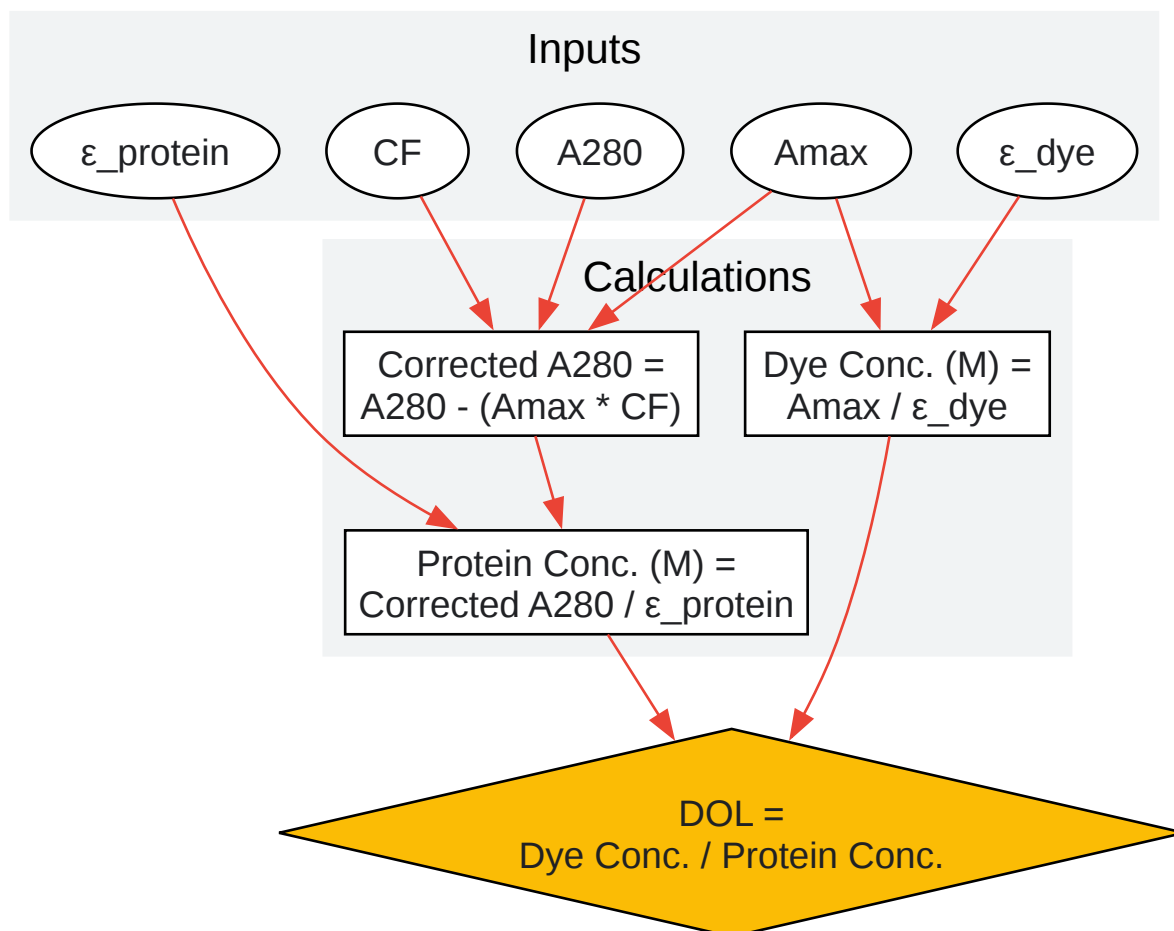 Inputs
ε_protein
CF
A280
Amax
ε_dye
Calculations
Corrected A280 =
A280 - (Amax * CF)
Dye Conc. (M) =
Amax / ε_dye
Protein Conc. (M) =
Corrected A280 / ε_protein
DOL =
Dye Conc. / Protein Conc.